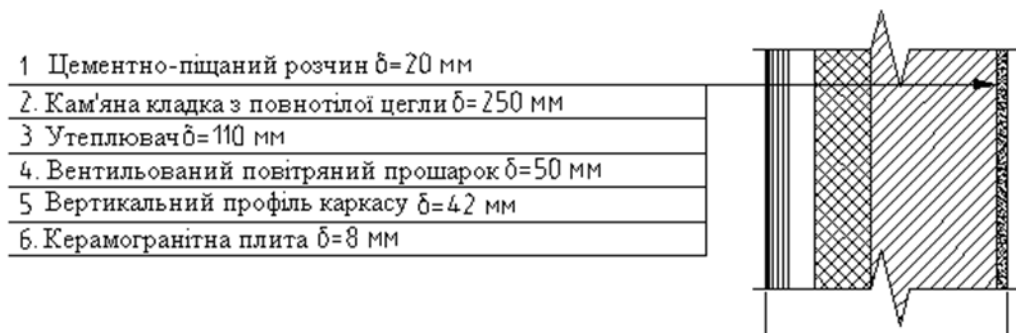 1 Цементно-піщаний розчин δ=20 мм
2. Кам'яна кладка з повнотілої цегли δ=250 мм
3 Утеплювач δ=110 мм
4. Вентильований повітряний прошарок δ=50 мм
5 Вертикальний профіль каркасу δ=42 мм
6. Керамогранітна плита δ=8 мм